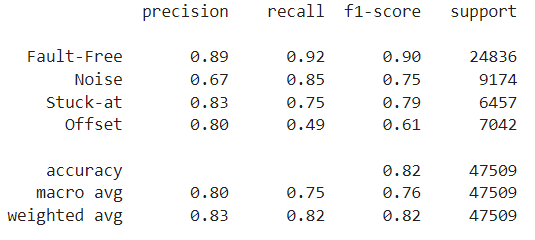 precision recall f1-score support
Fault-Free 0.89 0.92 0.90 24836
Noise 0.67 0.85 0.75 9174
Stuck-at 0.83 0.75 0.79 6457
Offset 0.80 0.49 0.61 7042
accuracy 0.82 47509
macro avg 0.80 0.75 0.76 47509
weighted avg 0.83 0.82 0.82 47509